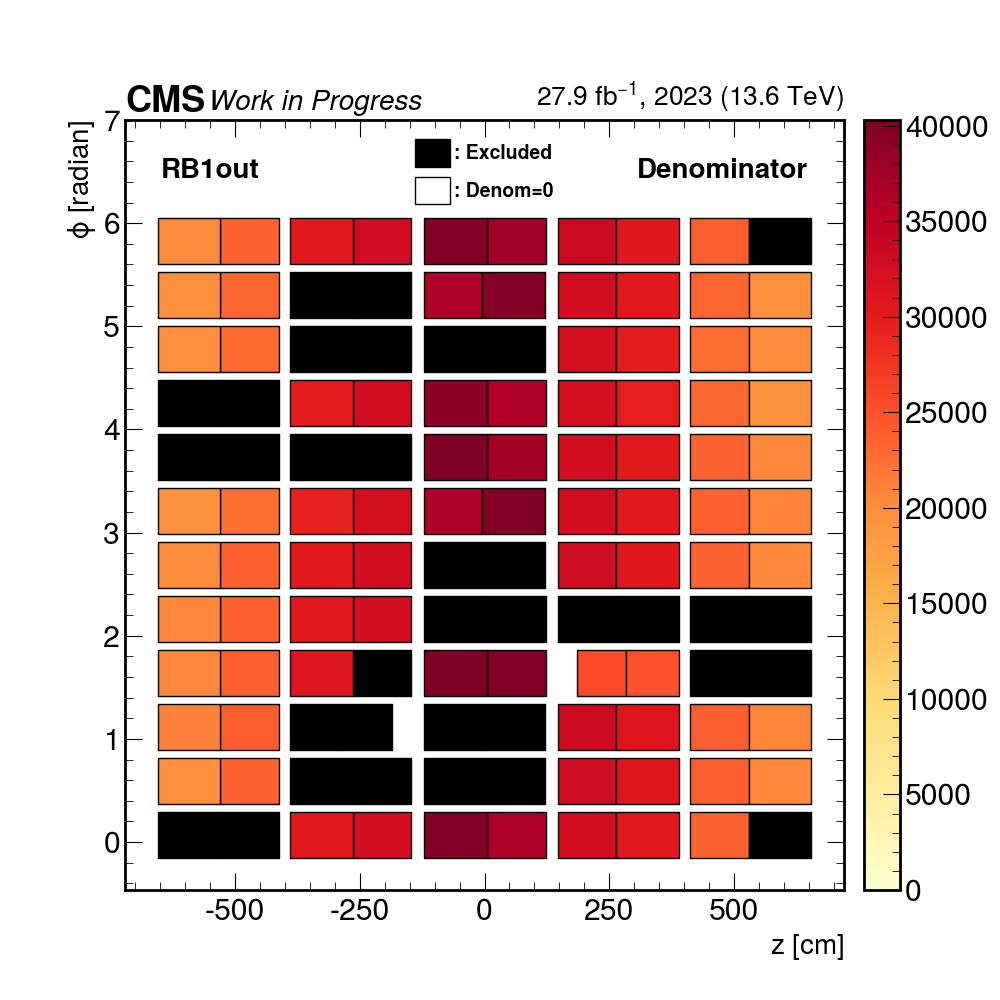 CMS Work in Progress 27.9 fb⁻¹, 2023 (13.6 TeV)
RB1out : Excluded Denominator
: Denom=0
ϕ [radian]
7
6
5
4
3
2
1
0
-500 -250 0 250 500
z [cm]
40000
35000
30000
25000
20000
15000
10000
5000
0